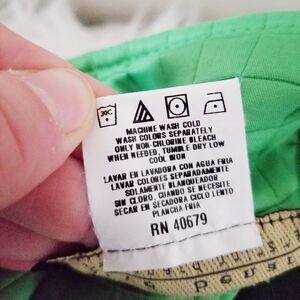 30C
MACHINE WASH COLD
WASH COLORS SEPARATELY
ONLY NON-CHLORINE BLEACH
WHEN NEEDED, TUMBLE DRY LOW
COOL IRON
LAVAR EN LAVADORA CON AGUA FRIA
LAVAR COLORES SEPARADAMENTE
SOLAMENTE BLANQUEADOR
SIN CLORO, CUANDO SE NECESITE
SECAR EN SECADORA CICLO LENTO
PLANCHA FRIA
RN 40679